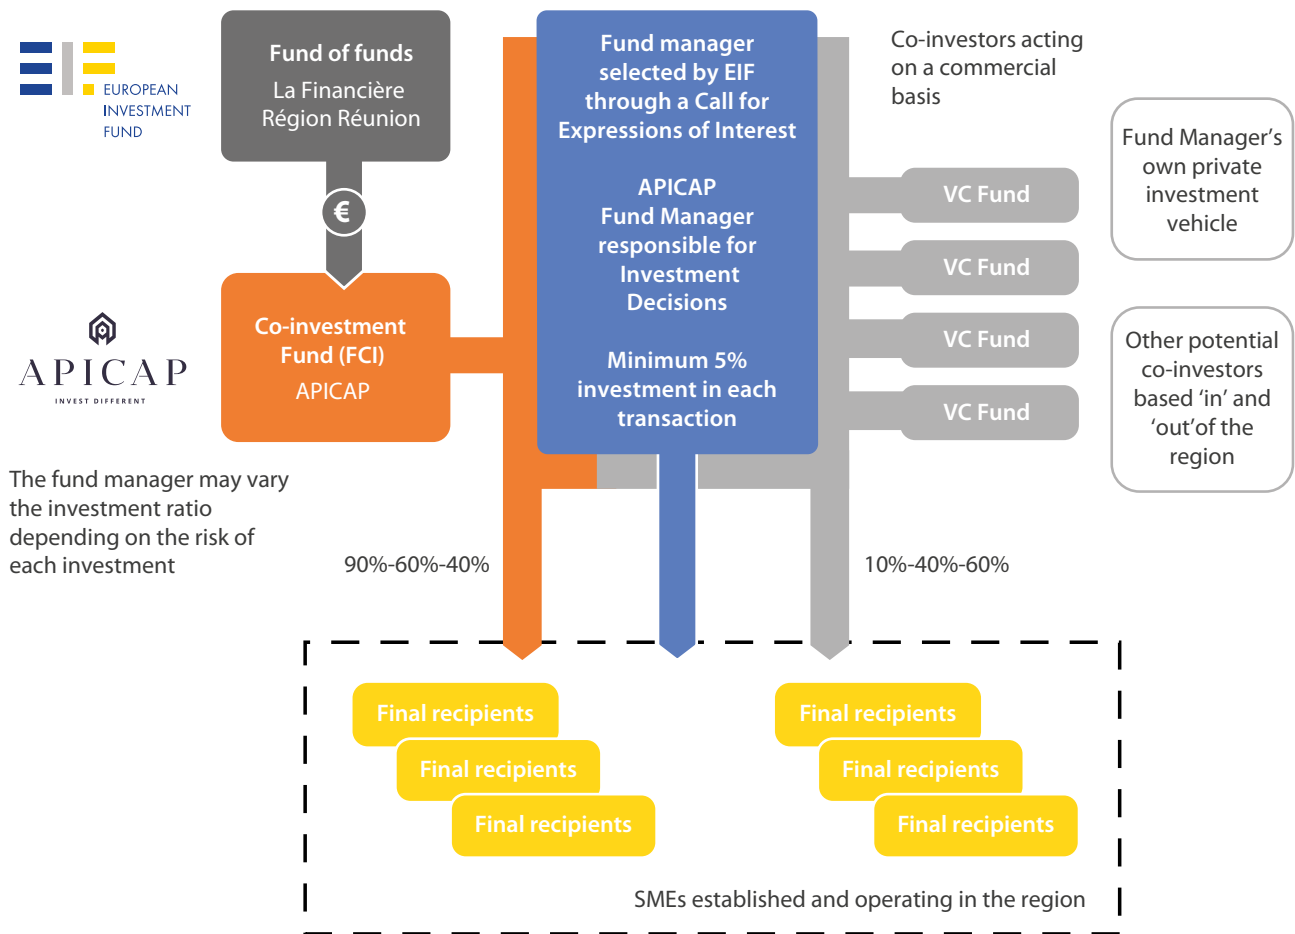 EUROPEAN
INVESTMENT
FUND
Fund of funds
La Financière
Région Réunion
€
Co-investment
Fund (FCI)
APICAP
APICAP
INVEST DIFFERENT
The fund manager may vary
the investment ratio
depending on the risk of
each investment
Fund manager
selected by EIF
through a Call for
Expressions of Interest
APICAP
Fund Manager
responsible for
Investment
Decisions
Minimum 5%
investment in each
transaction
Co-investors acting
on a commercial
basis
VC Fund
VC Fund
VC Fund
VC Fund
Fund Manager’s
own private
investment
vehicle
Other potential
co-investors
based ‘in’ and
‘out’of the
region
90%-60%-40%
10%-40%-60%
Final recipients
Final recipients
Final recipients
Final recipients
Final recipients
Final recipients
SMEs established and operating in the region